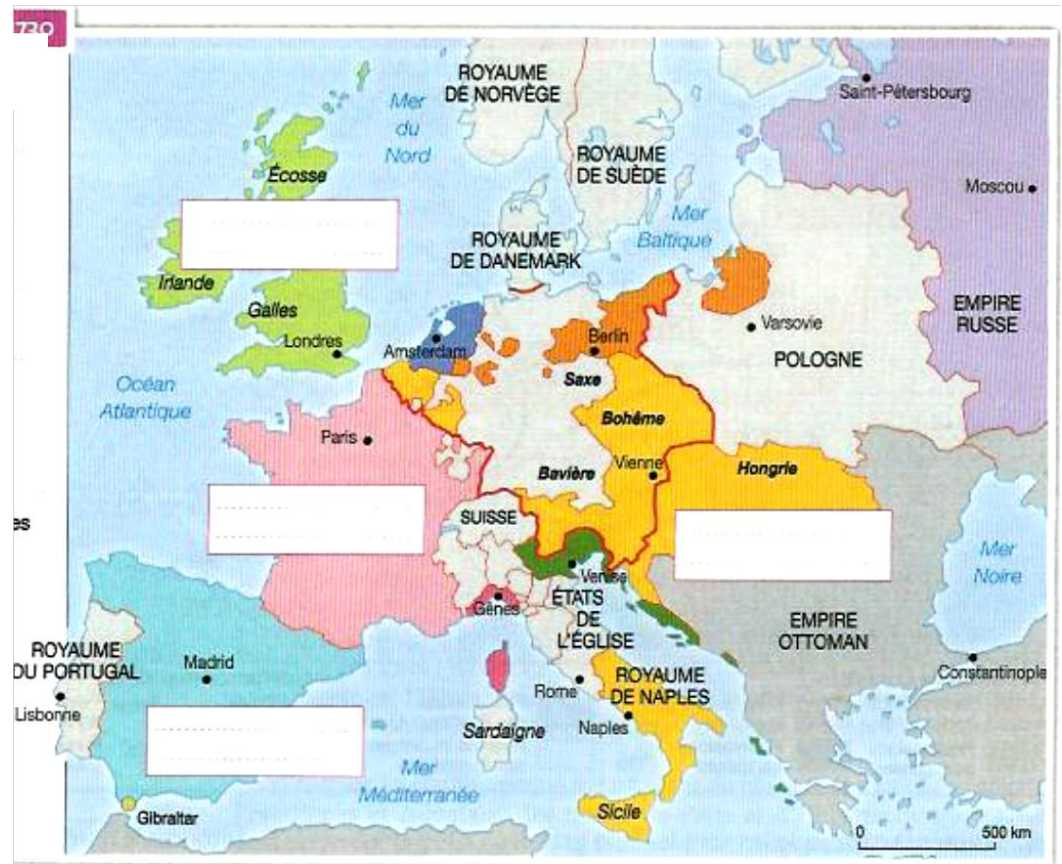 730
ROYAUME
DE NORVÈGE
Mer
du
Nord
Saint-Pétersbourg
ROYAUME
DE SUÈDE
Écosse
Moscou
Mer
Baltique
ROYAUME
DE DANEMARK
Irlande
Galles
EMPIRE
RUSSE
Londres
Amsterdam
Berlin
Varsovie
POLOGNE
Saxe
Océan
Atlantique
Bohême
Paris
Bavière
Vienne
Hongrie
SUISSE
es
Mer
Noire
Venise
Gênes
ÉTATS
DE
L'ÉGLISE
EMPIRE
OTTOMAN
ROYAUME
DU PORTUGAL
Madrid
Constantinople
Rome
ROYAUME
DE NAPLES
Lisbonne
Sardaigne
Naples
Mer
Méditerranée
Gibraltar
Sicile
0
500 km